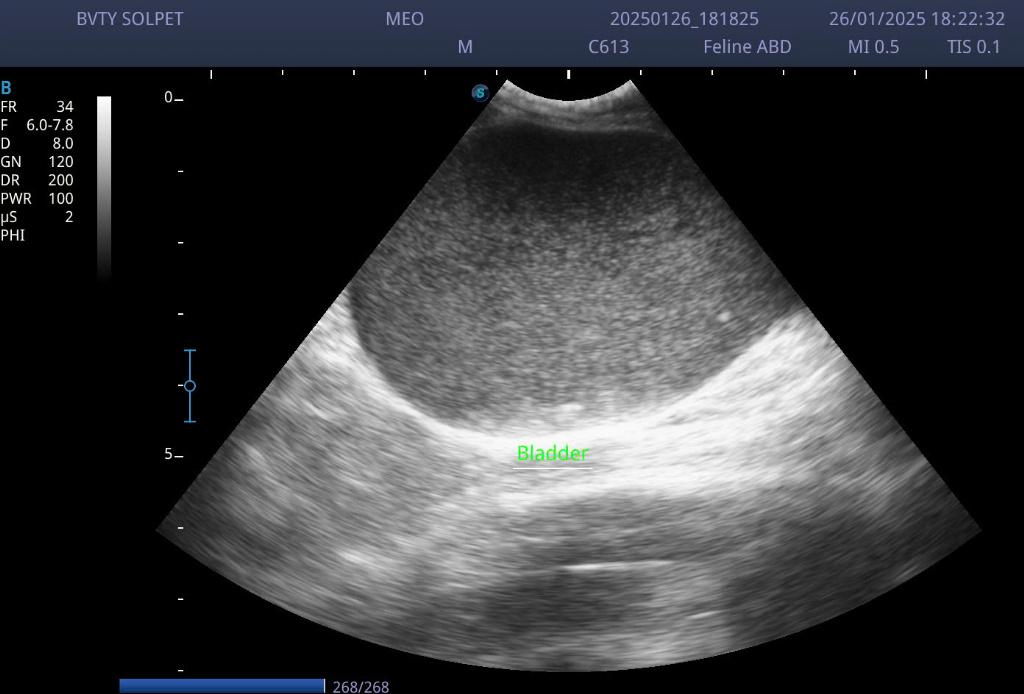 BVTY SOLPET MEO 20250126_181825 26/01/2025 18:22:32
M C613 Feline ABD MI 0.5 TIS 0.1
B
FR 34
F 6.0-7.8
D 8.0
GN 120
DR 200
PWR 100
µS 2
PHI
0
S
5
Bladder
268/268